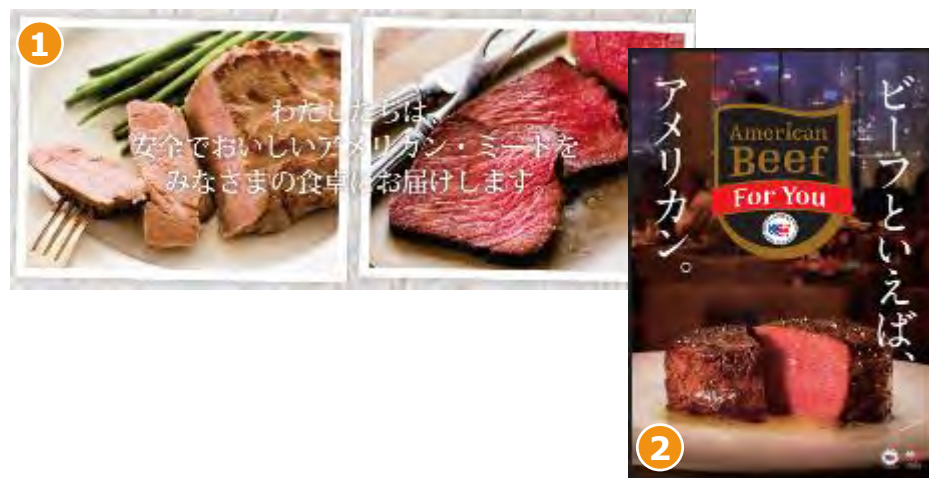 1
わたしたちは、
安全でおいしいアメリカン・ミートを
みなさまの食卓にお届けします。
ビーフといえば、
アメリカン。
American
Beef
For You
2